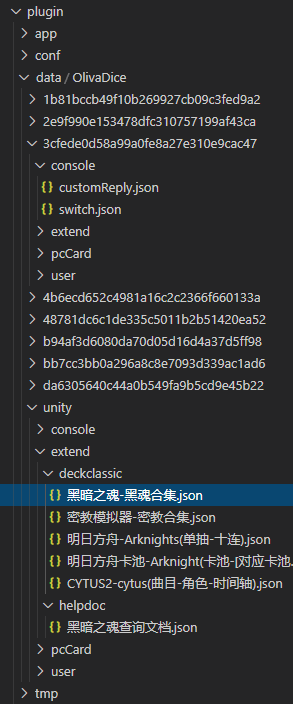 plugin
app
conf
data / OlivaDice
1b81bccb49f10b269927cb09c3fed9a2
2e9f990e153478dfc310757199af43ca
3cfede0d58a99a0fe8a27e310e9cac47
console
{} customReply.json
{} switch.json
extend
pcCard
user
4b6ecd652c4981a16c2c2366f660133a
48781dc6c1de335c5011b2b51420ea52
b94af3d6080da70d05d16d4a37d5ff98
bb7cc3bb0a296a8c8e7093d339ac1ad6
da6305640c44a0b549fa9b5cd9e45b22
unity
console
extend
deckclassic
{} 黑暗之魂-黑魂合集.json
{} 密教模拟器-密教合集.json
{} 明日方舟-Arknights(单抽-十连).json
{} 明日方舟卡池-Arknight(卡池-[对应卡池.
{} CYTUS2-cytus(曲目-角色-时间轴).json
helpdoc
{} 黑暗之魂查询文档.json
pcCard
user
tmp